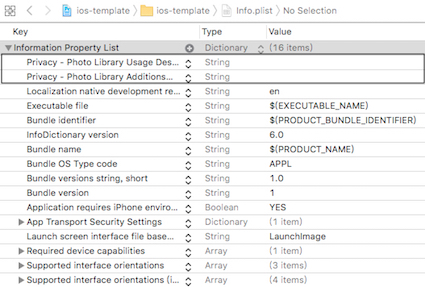 ios-template ios-template Info.plist No Selection
Key Type Value
Information Property List Dictionary (16 items)
Privacy - Photo Library Usage Des... String
Privacy - Photo Library Additions... String
Localization native development re... String en
Executable file String $(EXECUTABLE_NAME)
Bundle identifier String $(PRODUCT_BUNDLE_IDENTIFIER)
InfoDictionary version String 6.0
Bundle name String $(PRODUCT_NAME)
Bundle OS Type code String APPL
Bundle versions string, short String 1.0
Bundle version String 1
Application requires iPhone enviro... Boolean YES
App Transport Security Settings Dictionary (1 item)
Launch screen interface file base... String LaunchImage
Required device capabilities Array (1 item)
Supported interface orientations Array (3 items)
Supported interface orientations (i... Array (4 items)